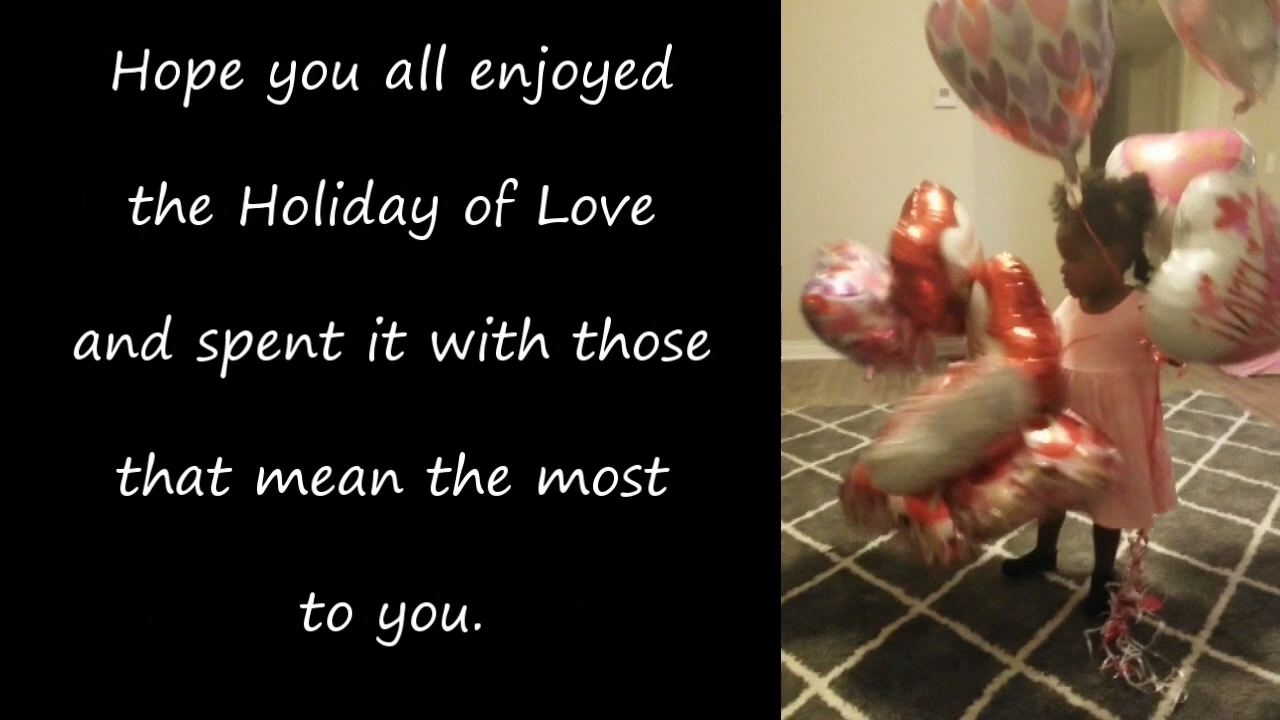 Hope you all enjoyed
the Holiday of Love
and spent it with those
that mean the most
to you.